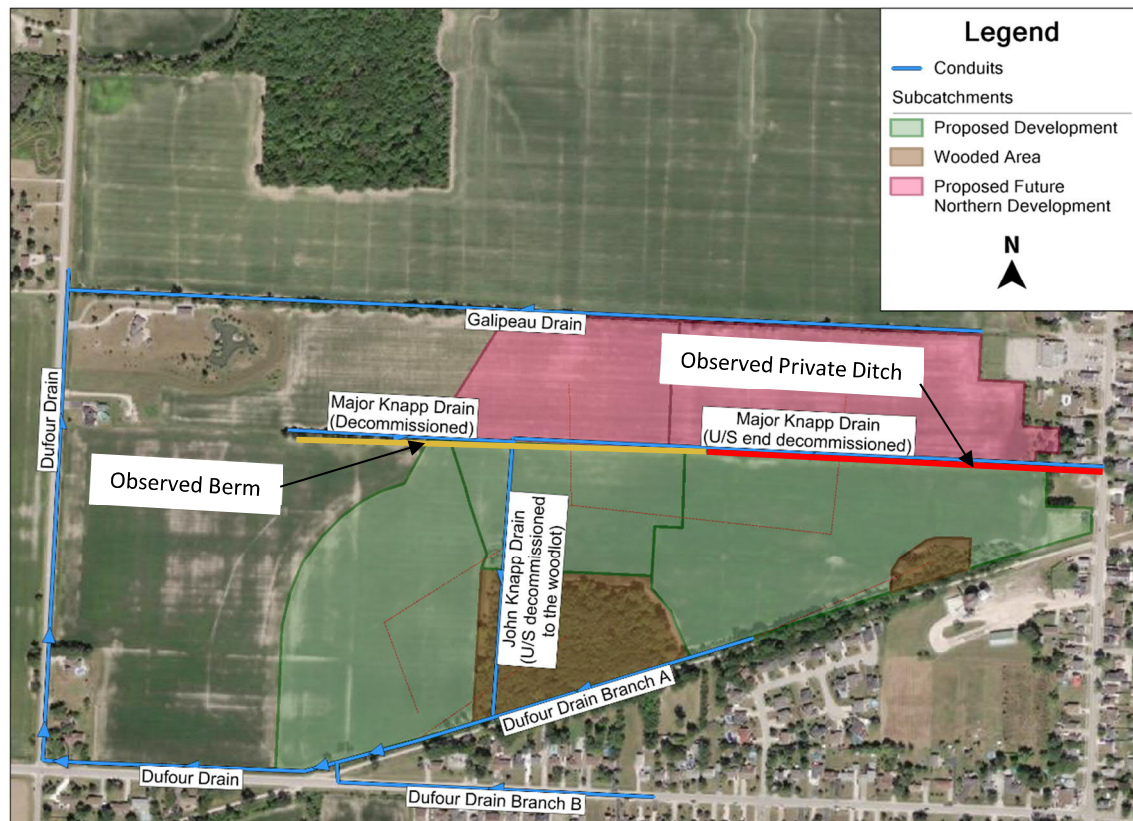 Legend
Conduits
Subcatchments
Proposed Development
Wooded Area
Proposed Future
Northern Development
N
Galipeau Drain
Observed Private Ditch
Major Knapp Drain
(Decommissioned)
Major Knapp Drain
(U/S end decommissioned)
Dufour Drain
Observed Berm
John Knapp Drain
(U/S decommissioned
to the woodlot)
Dufour Drain Branch A
Dufour Drain
Dufour Drain Branch B